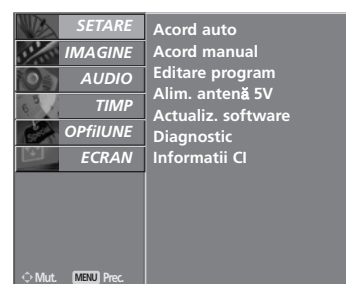 SETARE
IMAGINE
AUDIO
TIMP
OPfiIUNE
ECRAN
Acord auto
Acord manual
Editare program
Alim. antenă 5V
Actualiz. software
Diagnostic
Informatii CI
Mut. MENU Prec.